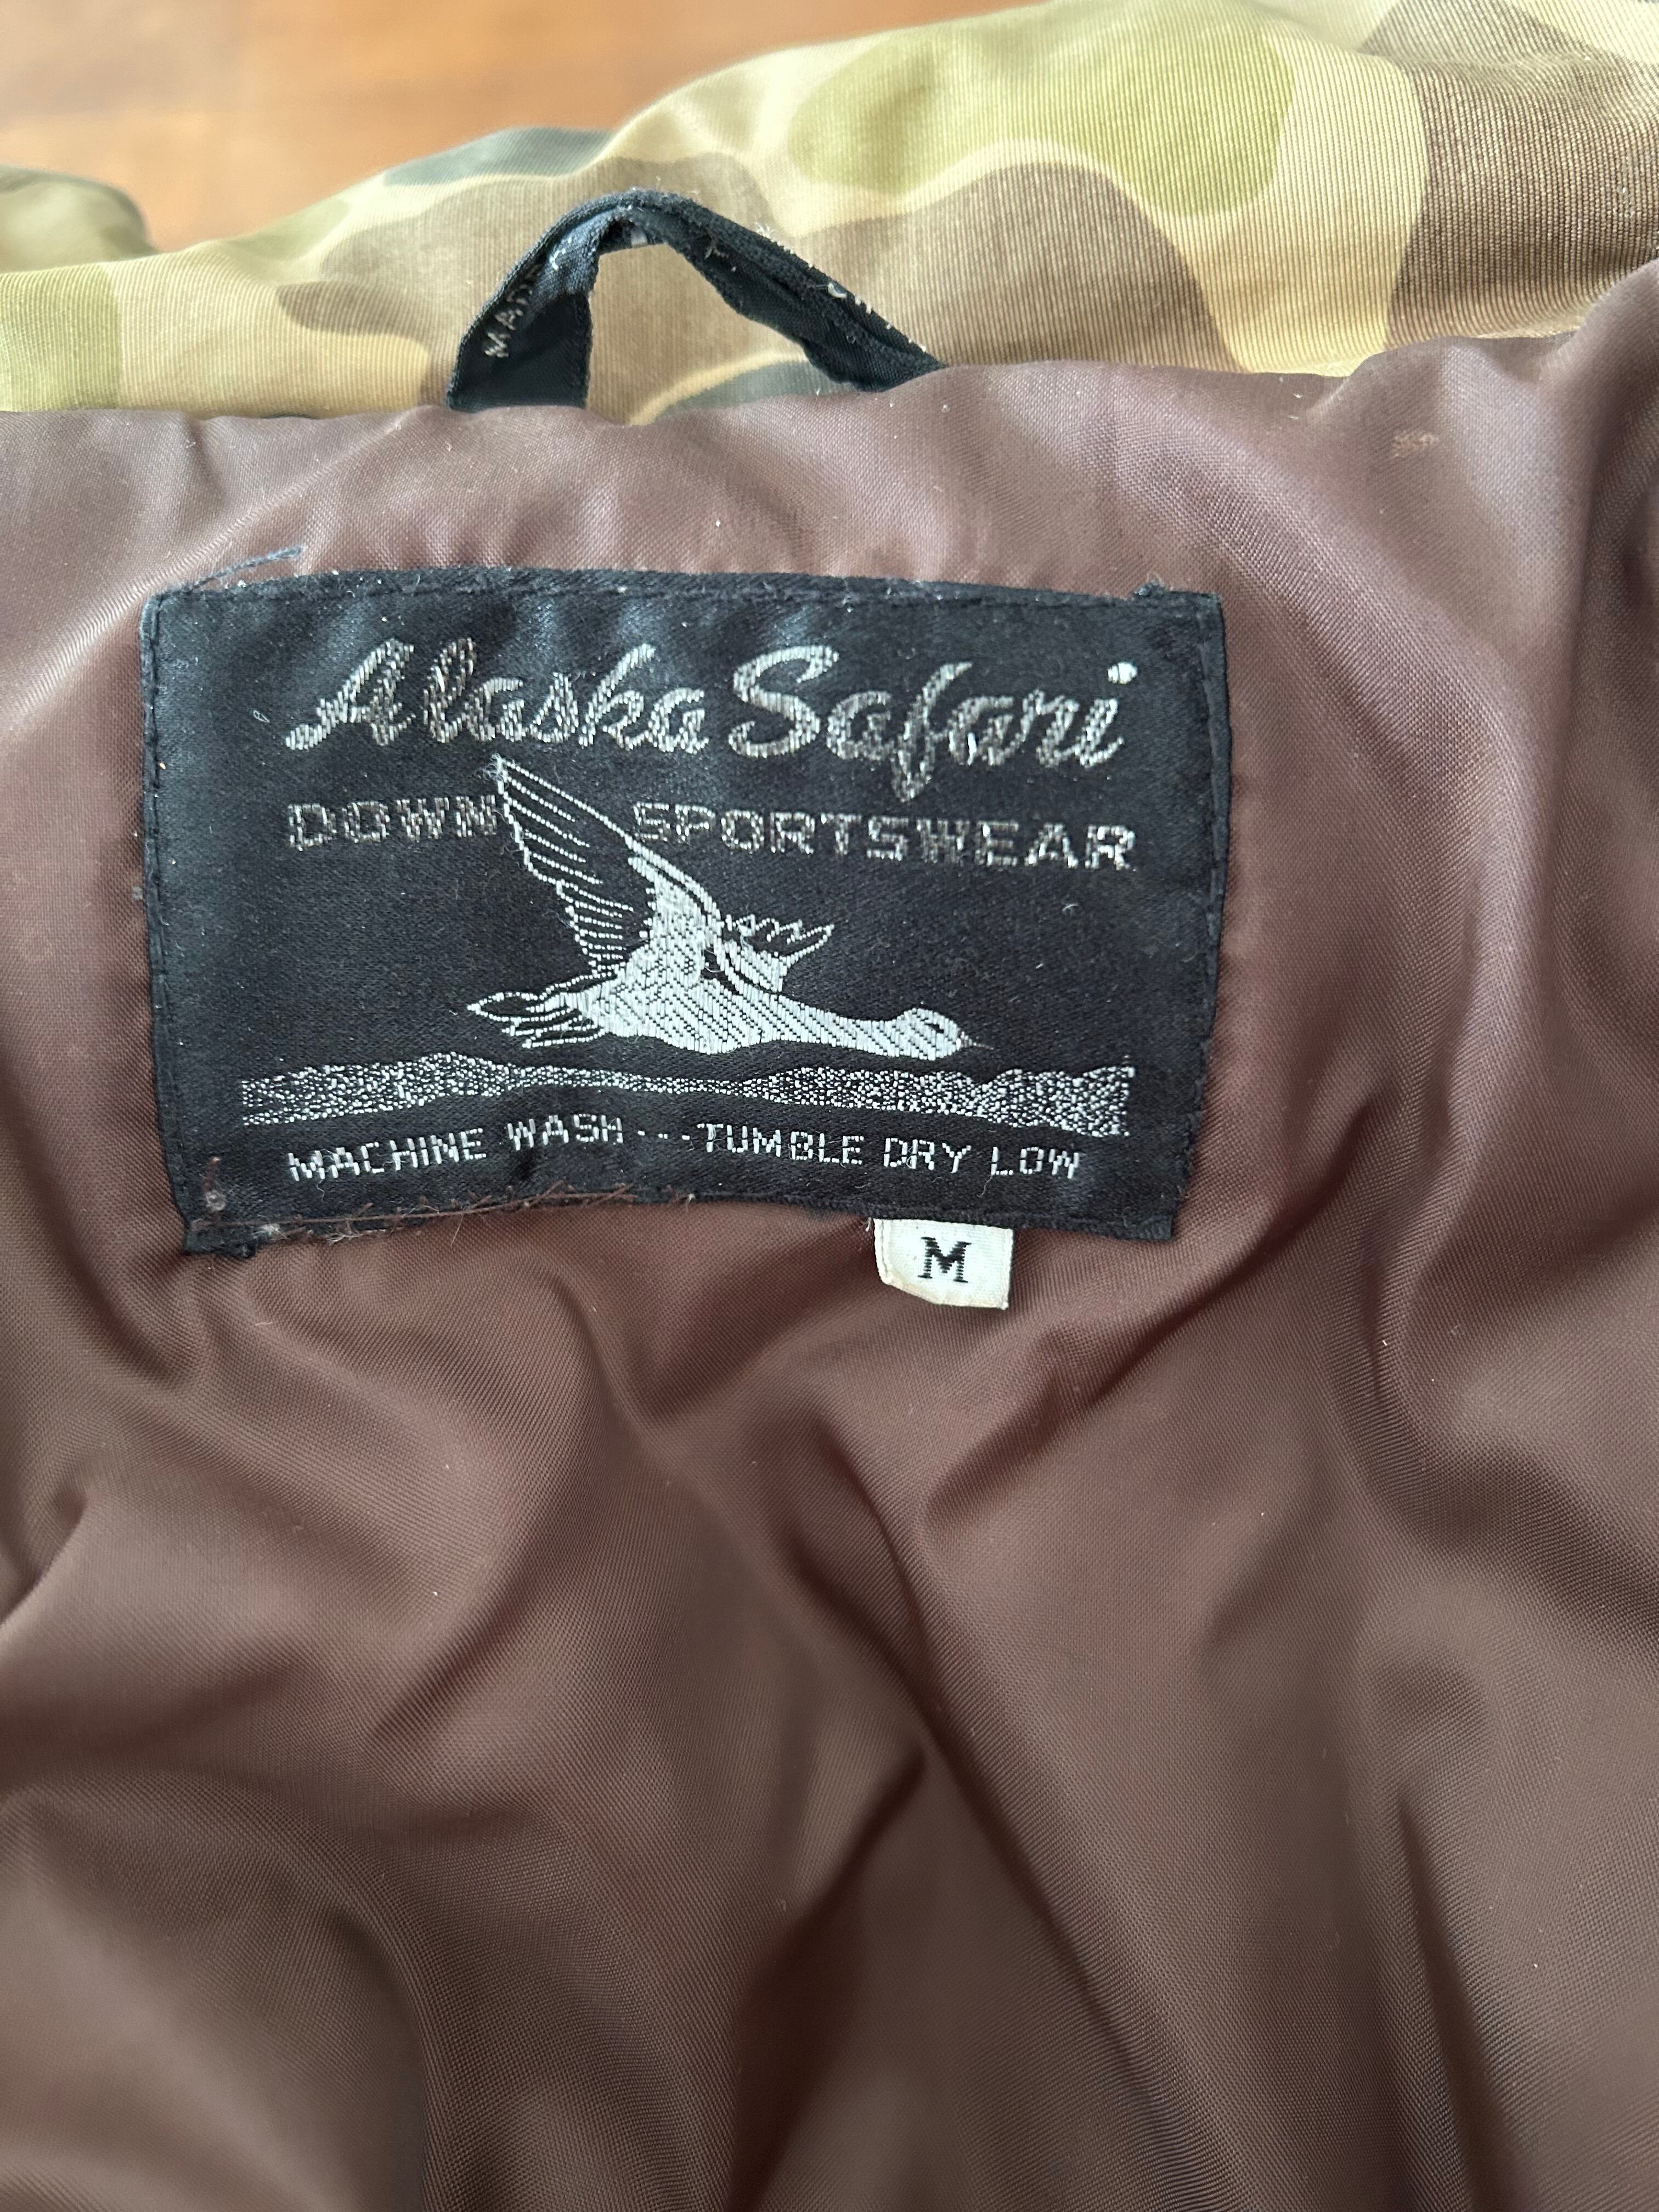 Alaska Safari
DOWN SPORTSWEAR
MACHINE WASH---TUMBLE DRY LOW
M